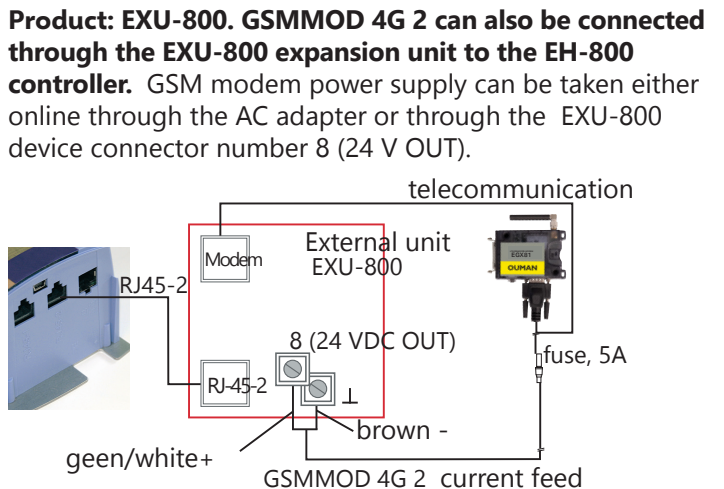 Product: EXU-800. GSMMOD 4G 2 can also be connected
through the EXU-800 expansion unit to the EH-800
controller. GSM modem power supply can be taken either
online through the AC adapter or through the EXU-800
device connector number 8 (24 V OUT).
telecommunication
Modem
External unit
EXU-800
EGX81
OUMAN
RJ45-2
8 (24 VDC OUT)
fuse, 5A
RJ-45-2
brown -
geen/white+
GSMMOD 4G 2 current feed